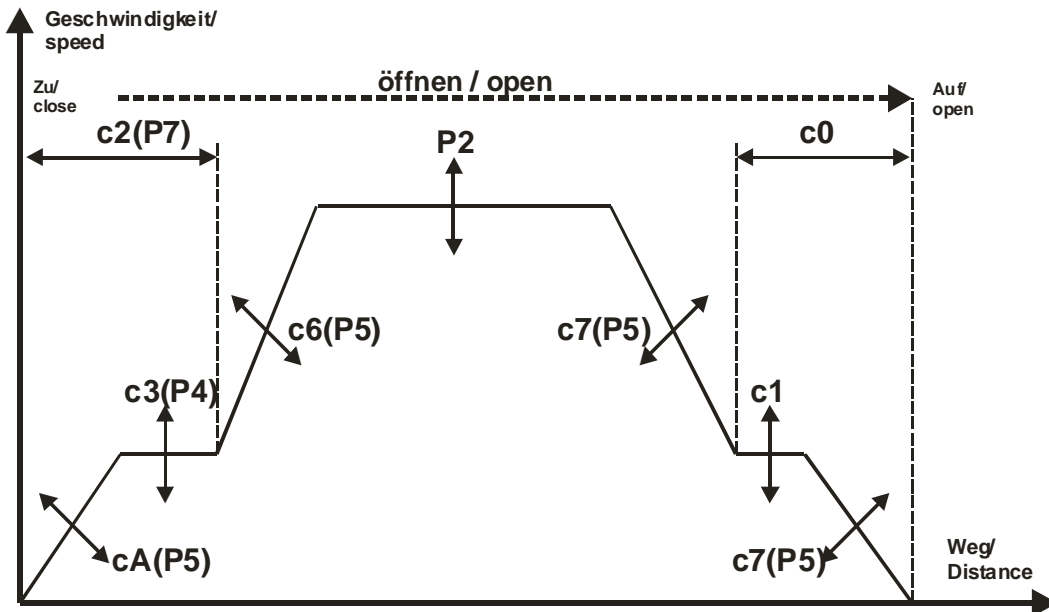 Geschwindigkeit/
speed
Zu/
close
öffnen / open
Auf/
open
c2(P7)
P2
c0
c6(P5)
c7(P5)
c3(P4)
c1
cA(P5)
c7(P5)
Weg/
Distance